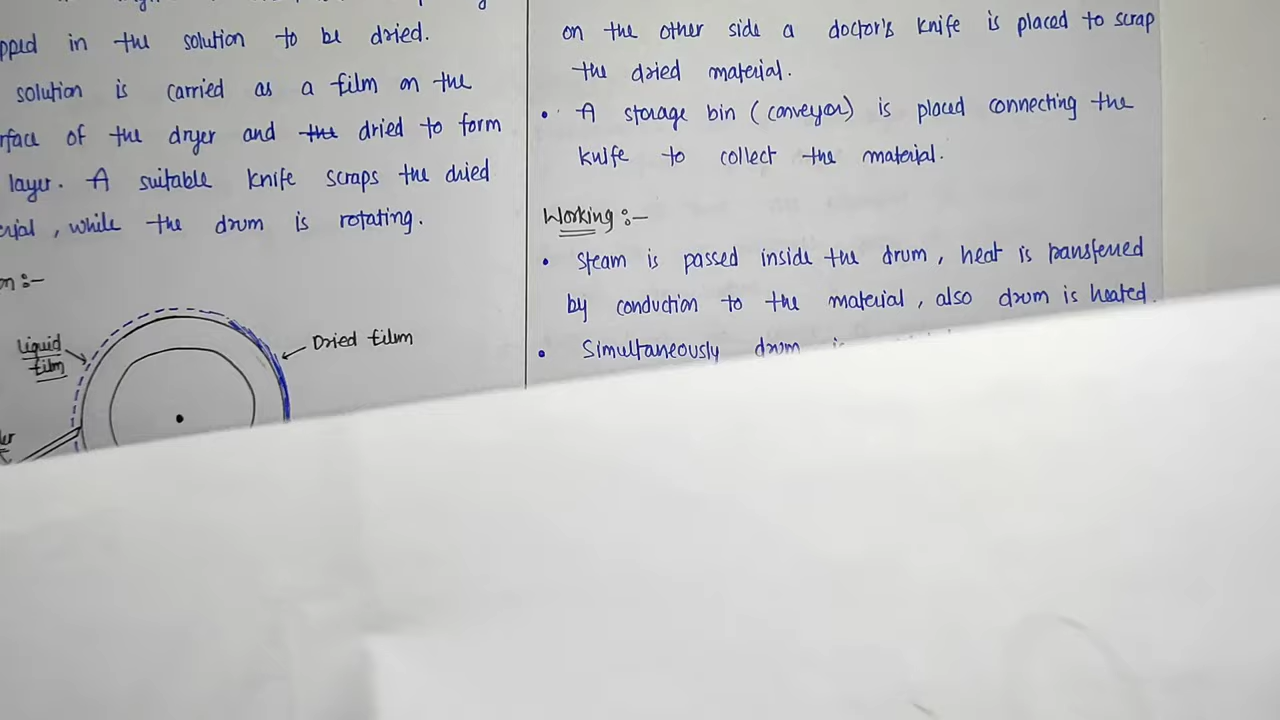 pped in the solution to be dried.
solution is carried as a film on the
rface of the dryer and the dried to form
layer. A suitable knife scraps the dried
erial, while the drum is rotating.
on :-
Liquid
film
Dried film
on the other side a doctor's knife is placed to scrap
the dried material.
• A storage bin (conveyor) is placed connecting the
knife to collect the material.
Working :-
• Steam is passed inside the drum, heat is transferred
by conduction to the material, also drum is heated.
• Simultaneously drum is